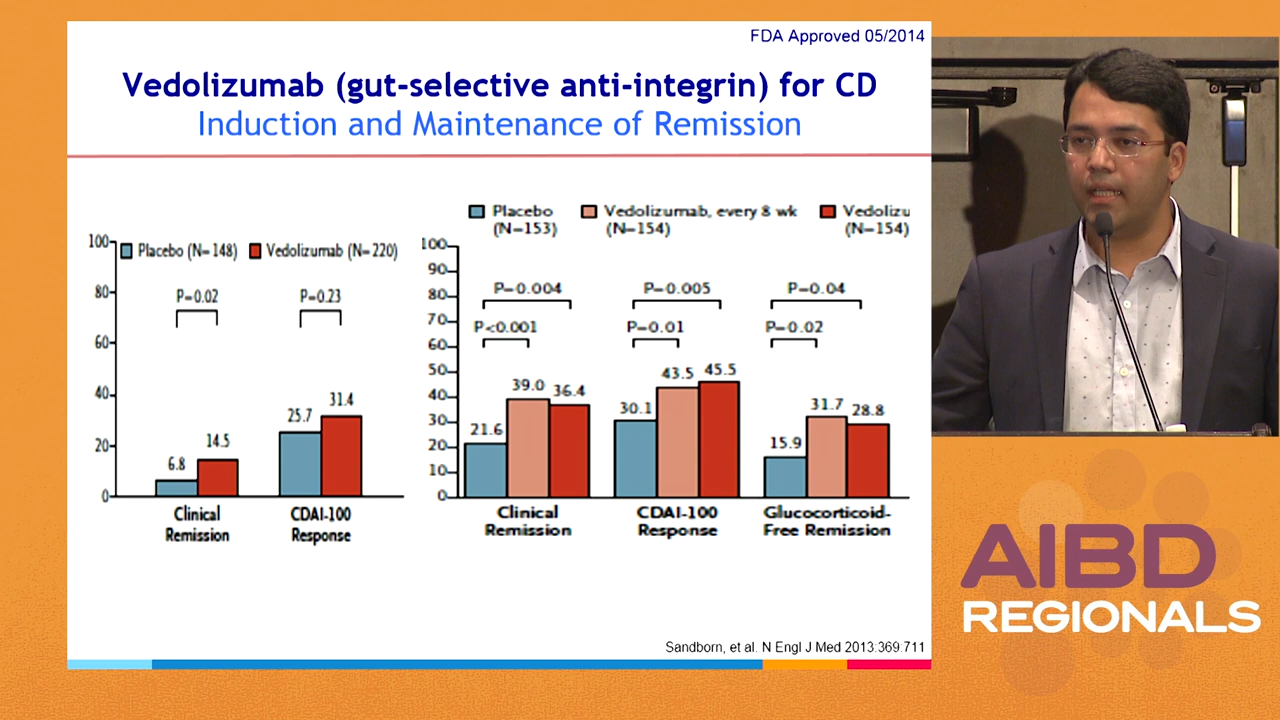 FDA Approved 05/2014
Vedolizumab (gut-selective anti-integrin) for CD
Induction and Maintenance of Remission
Placebo (N=148) Vedolizumab (N=220)
100
80
60
40
20
0
P=0.02
P=0.23
6.8
14.5
25.7
31.4
Clinical
Remission
CDAI-100
Response
Placebo
(N=153)
Vedolizumab, every 8 wk
(N=154)
Vedolizu
(N=154)
100
90
80
70
60
50
40
30
20
10
0
P=0.004
P<0.001
P=0.005
P=0.01
P=0.04
P=0.02
21.6
39.0
36.4
30.1
43.5
45.5
15.9
31.7
28.8
Clinical
Remission
CDAI-100
Response
Glucocorticoid-
Free Remission
Sandborn, et al. N Engl J Med 2013:369:711
AIBD
REGIONALS